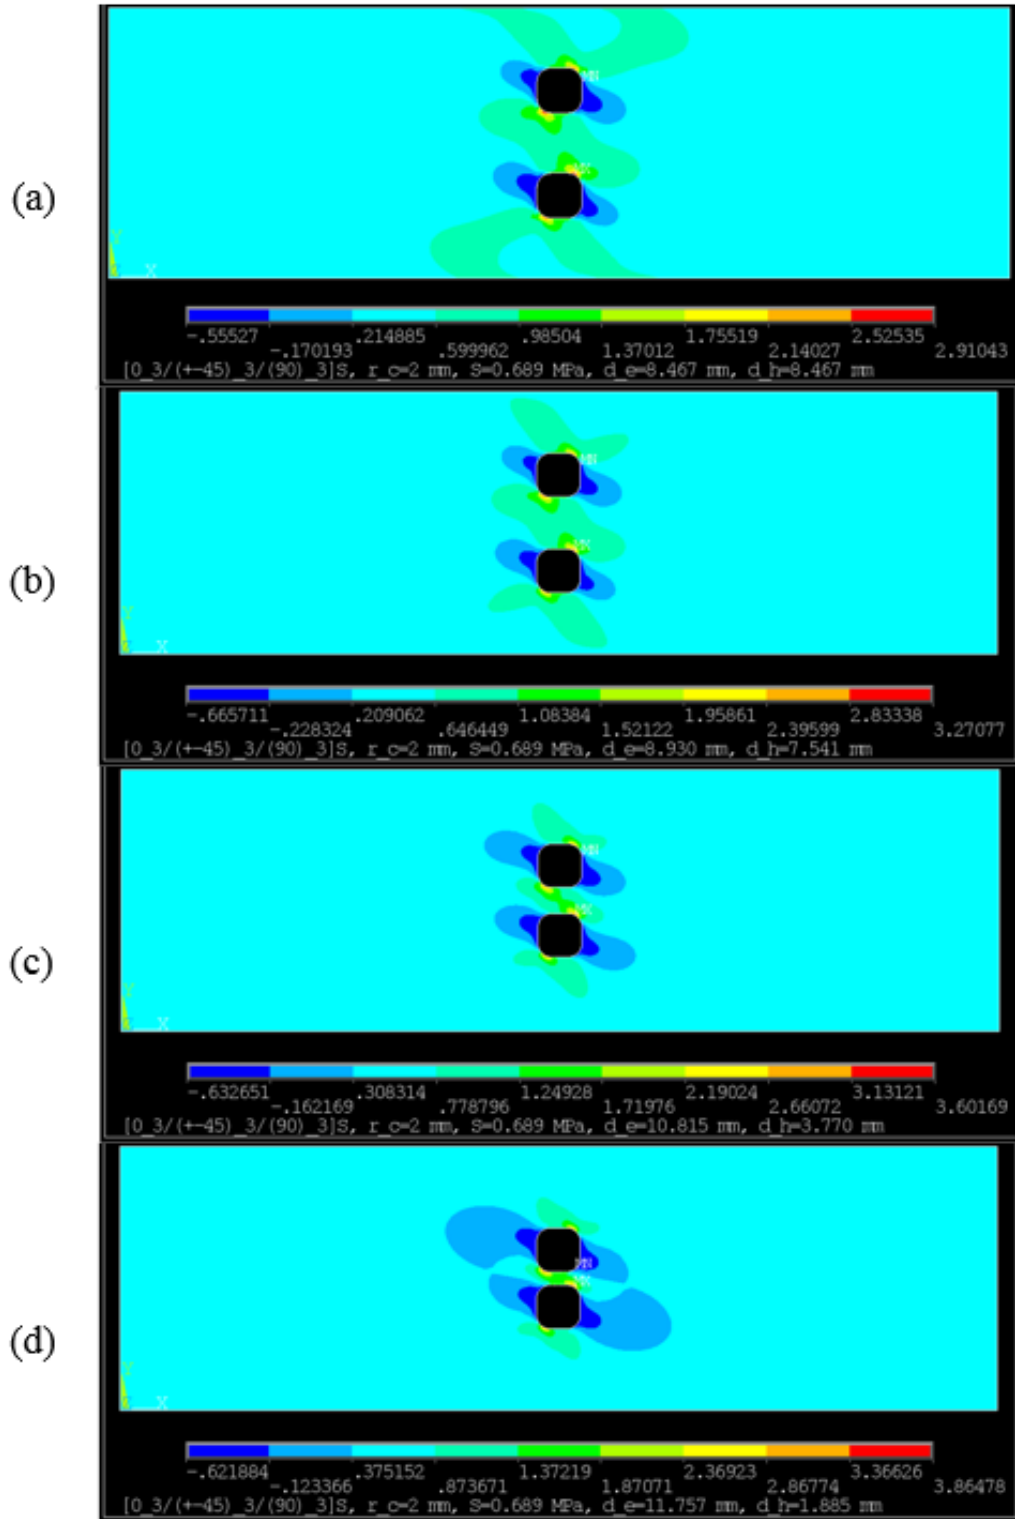 (a)
MN
MX
Y
Z X
-.55527 .214885 .98504 1.75519 2.52535
-.170193 .599962 1.37012 2.14027 2.91043
[0_3/(+-45)_3/(90)_3]S, r_c=2 mm, S=0.689 MPa, d_e=8.467 mm, d_h=8.467 mm
(b)
MN
MX
Y
Z X
-.665711 .209062 1.08384 1.95861 2.83338
-.228324 .646449 1.52122 2.39599 3.27077
[0_3/(+-45)_3/(90)_3]S, r_c=2 mm, S=0.689 MPa, d_e=8.930 mm, d_h=7.541 mm
(c)
MN
MX
Y
Z X
-.632651 .308314 1.24928 2.19024 3.13121
-.162169 .778796 1.71976 2.66072 3.60169
[0_3/(+-45)_3/(90)_3]S, r_c=2 mm, S=0.689 MPa, d_e=10.815 mm, d_h=3.770 mm
(d)
MN
MX
Y
Z X
-.621884 .375152 1.37219 2.36923 3.36626
-.123366 .873671 1.87071 2.86774 3.86478
[0_3/(+-45)_3/(90)_3]S, r_c=2 mm, S=0.689 MPa, d_e=11.757 mm, d_h=1.885 mm